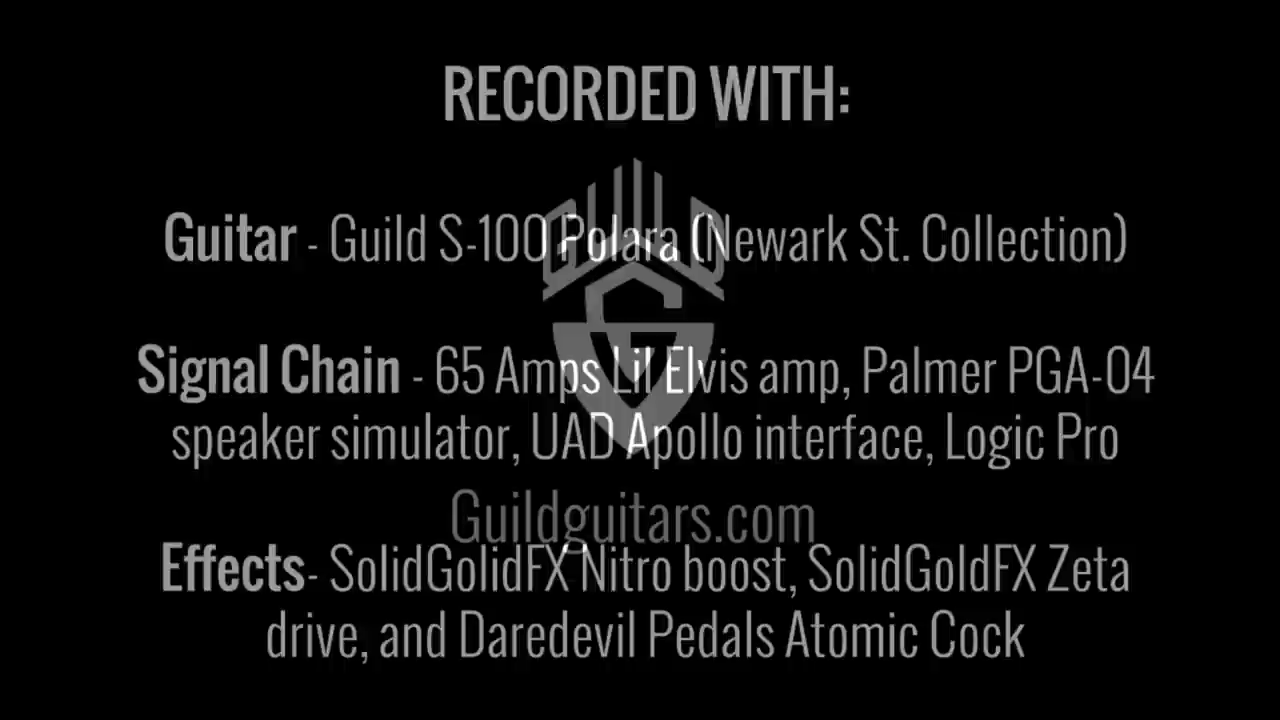 RECORDED WITH:
GUILD
Guitar - Guild S-100 Polara (Newark St. Collection)
G
Signal Chain - 65 Amps Lil' Elvis amp, Palmer PGA-04
speaker simulator, UAD Apollo interface, Logic Pro
Guildguitars.com
Effects- SolidGolidFX Nitro boost, SolidGoldFX Zeta
drive, and Daredevil Pedals Atomic Cock